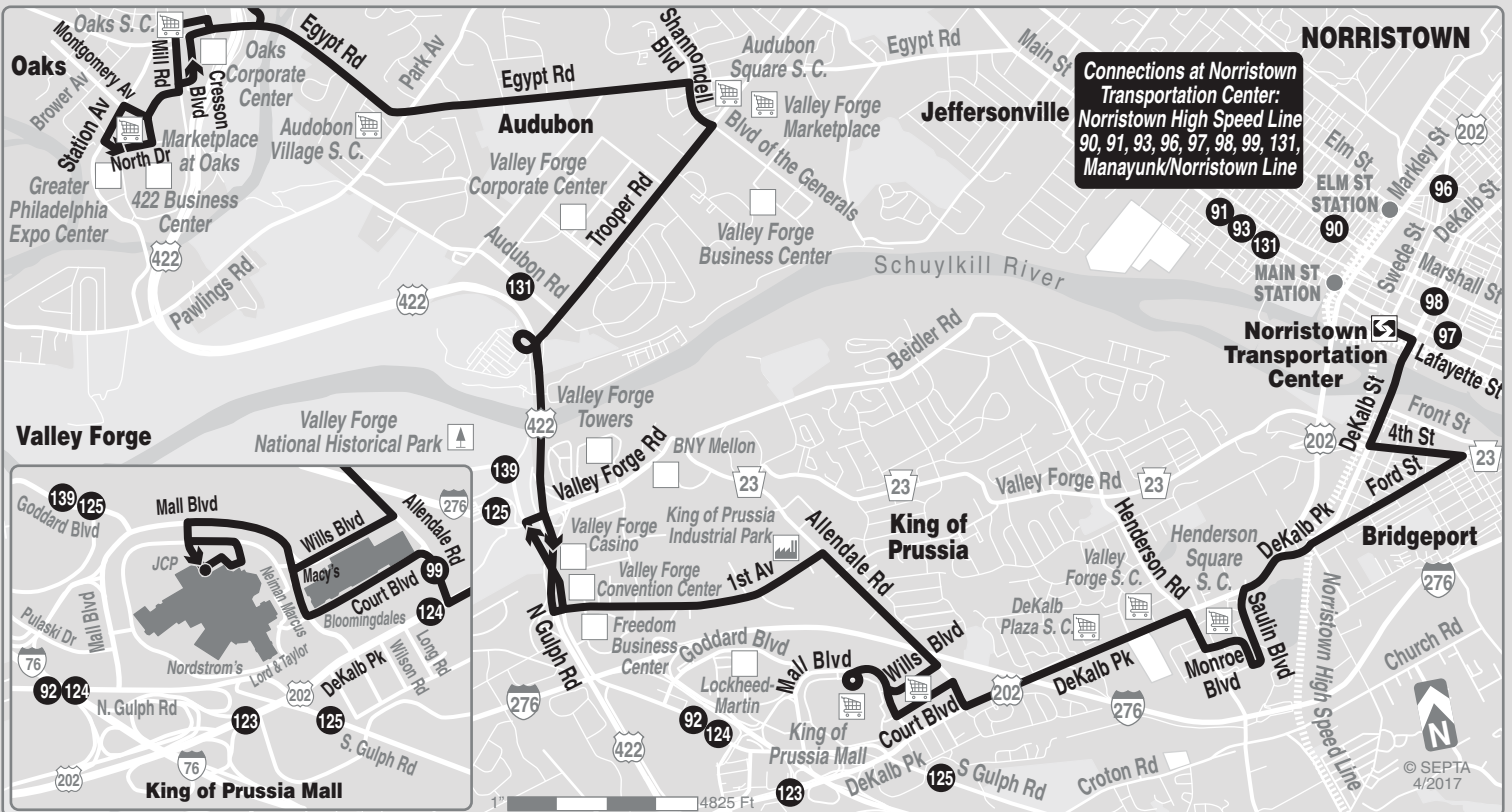 Oaks S. C.
Montgomery Av
Mill Rd
Oaks
Brower Av
Station Av
Cresson
Blvd
Oaks
Corporate
Center
Egypt Rd
Park Av
Marketplace
at Oaks
North Dr
Greater
Philadelphia
Expo Center
422 Business
Center
422
Pawlings Rd
Audobon
Village S. C.
Egypt Rd
Audubon
Valley Forge
Corporate Center
Shannondell
Blvd
Audubon
Square S. C.
Egypt Rd
Valley Forge
Marketplace
Blvd of the Generals
Trooper Rd
Valley Forge
Business Center
Audubon Rd
131
422
Main St
Jeffersonville
NORRISTOWN
Connections at Norristown
Transportation Center:
Norristown High Speed Line
90, 91, 93, 96, 97, 98, 99, 131,
Manayunk/Norristown Line
202
Elm St
Markley St
ELM ST
STATION
96
DeKalb St
91
93
131
90
Swede St
Marshall St
MAIN ST
STATION
98
97
Schuylkill River
Norristown
Transportation
Center
Lafayette St
Beidler Rd
DeKalb St
Front St
4th St
202
23
Ford St
Bridgeport
276
Valley Forge
Valley Forge
National Historical Park
422
Valley Forge
Towers
Valley Forge Rd
BNY Mellon
139
125
23
23
Valley Forge Rd
23
King of
Prussia
King of Prussia
Industrial Park
Valley Forge
Casino
Valley Forge
Convention Center
1st Av
Allendale Rd
Henderson Rd
Henderson
Square
S. C.
Valley
Forge S. C.
DeKalb
Plaza S. C.
DeKalb Pk
Saulin Blvd
Monroe
Blvd
DeKalb Pk
N Gulph Rd
Freedom
Business
Center
Goddard Blvd
Lockheed-
Martin
Mall Blvd
Wills Blvd
Court Blvd
202
276
276
422
92
124
King of
Prussia Mall
123
DeKalb Pk
125
S Gulph Rd
Croton Rd
Norristown High Speed Line
Church Rd
N
© SEPTA
4/2017
1"
4825 Ft
139
125
Goddard Blvd
Mall Blvd
276
Allendale Rd
Wills Blvd
JCP
Macy's
Neiman Marcus
Court Blvd
99
Bloomingdales
124
Pulaski Dr
Mall Blvd
Nordstrom's
Lord & Taylor
Long Rd
Wilson Rd
DeKalb Pk
202
76
92
124
N. Gulph Rd
123
125
S. Gulph Rd
202
76
King of Prussia Mall